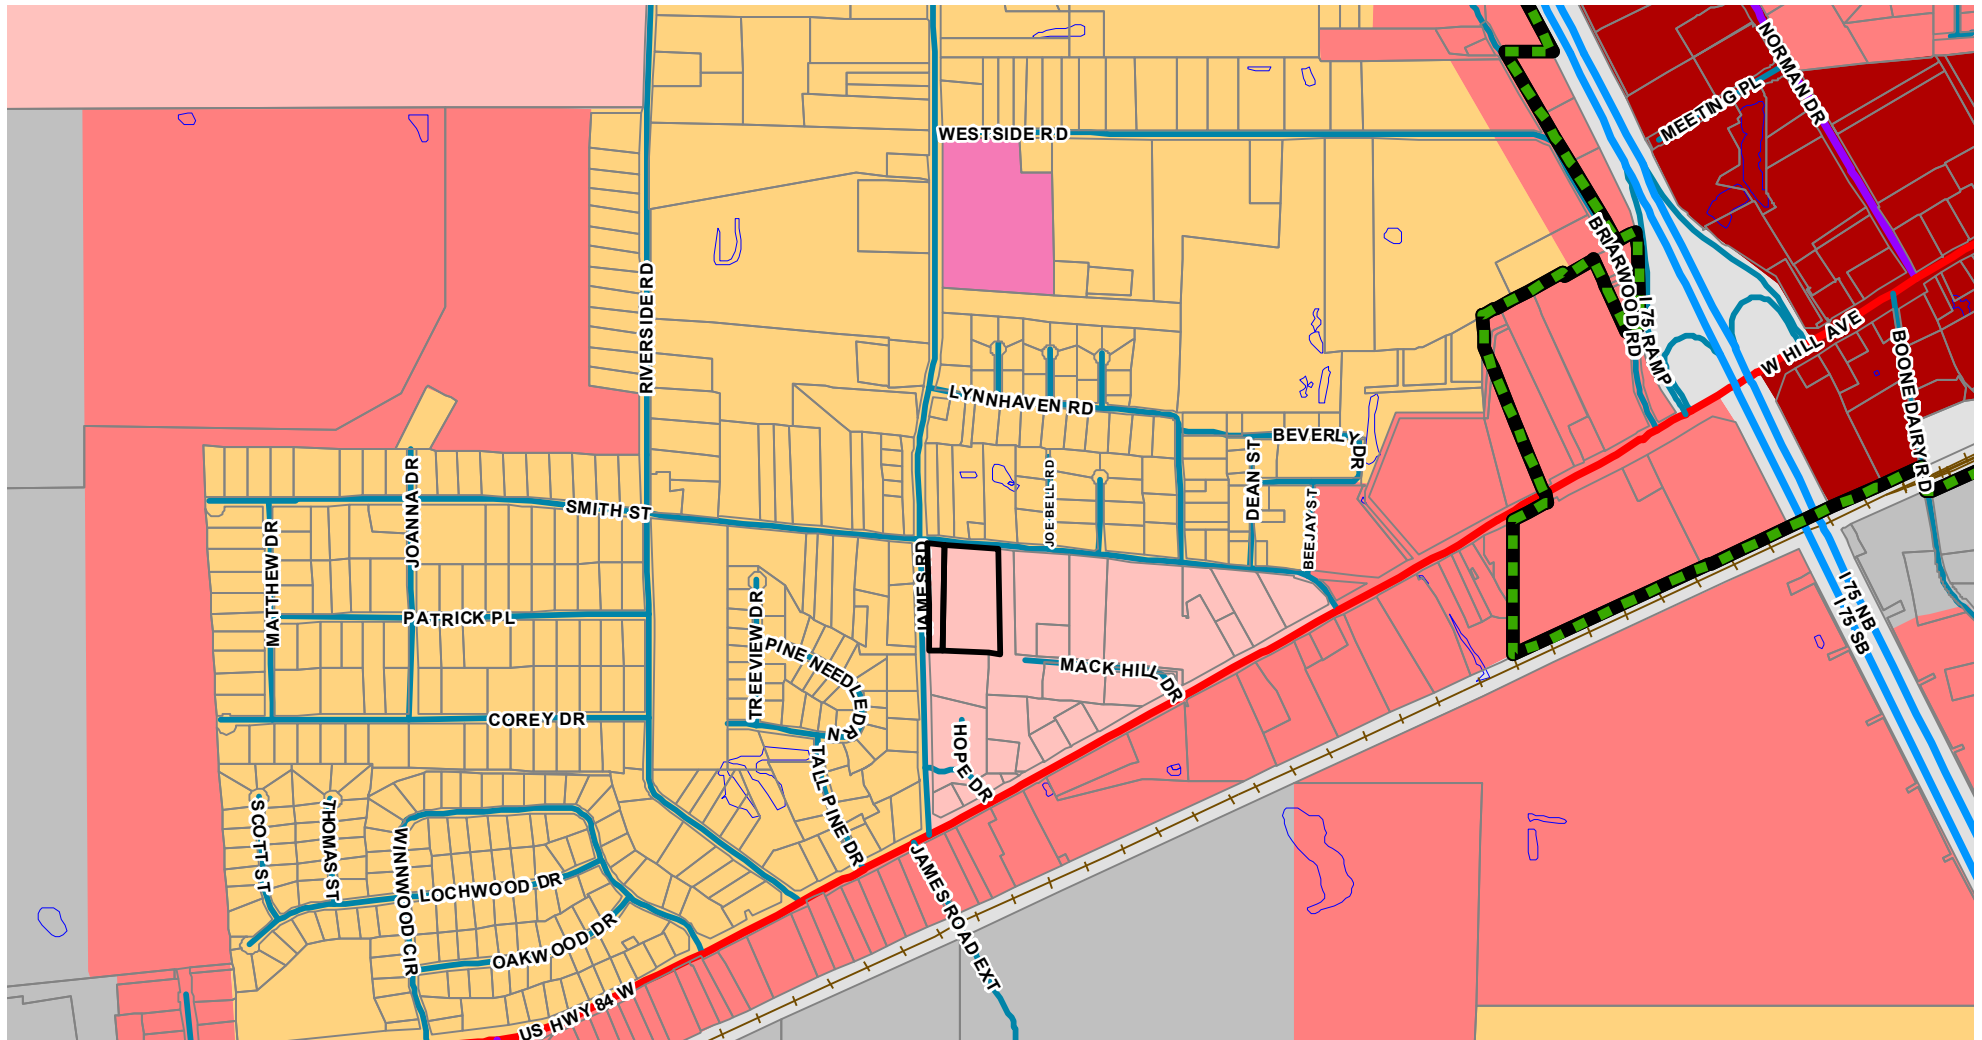 NORMAN DR
MEETING PL
WESTSIDE RD
BRIARWOOD RD
I 75 RAMP
RIVERSIDE RD
W HILL AVE
BOONE DAIRY RD
LYNNHAVEN RD
BEVERLY DR
DEAN ST
JOE BELL RD
BEEJAY ST
JOANNA DR
SMITH ST
MATTHEW DR
JAMES RD
PATRICK PL
TREEVIEW DR
PINE NEEDLE DR
N
MACK HILL DR
I 75 NB
I 75 SB
COREY DR
HOPE DR
TALL PINE DR
SCOTT ST
THOMAS ST
WINNWOOD CIR
LOCHWOOD DR
OAKWOOD DR
JAMES ROAD EXT
US HWY 84 W